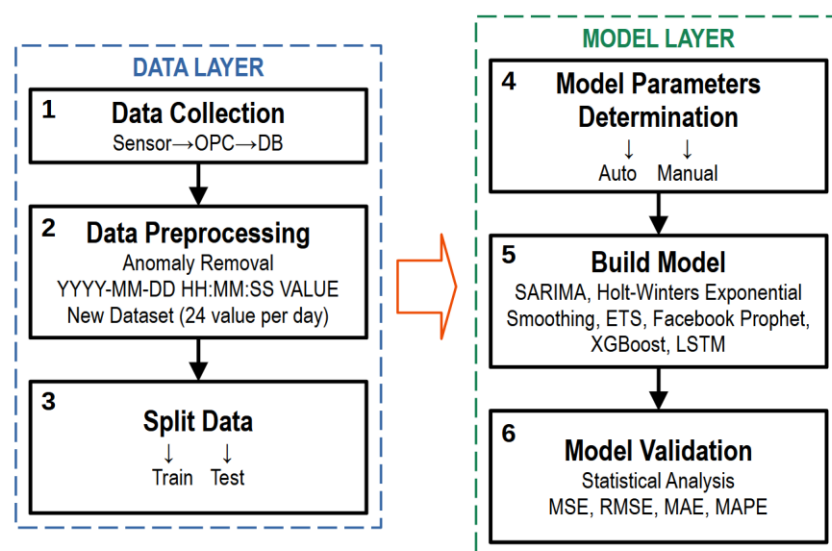 DATA LAYER
1
Data Collection
Sensor→OPC→DB
2
Data Preprocessing
Anomaly Removal
YYYY-MM-DD HH:MM:SS VALUE
New Dataset (24 value per day)
3
Split Data
↓ ↓
Train Test
MODEL LAYER
4
Model Parameters
Determination
↓ ↓
Auto Manual
5
Build Model
SARIMA, Holt-Winters Exponential
Smoothing, ETS, Facebook Prophet,
XGBoost, LSTM
6
Model Validation
Statistical Analysis
MSE, RMSE, MAE, MAPE